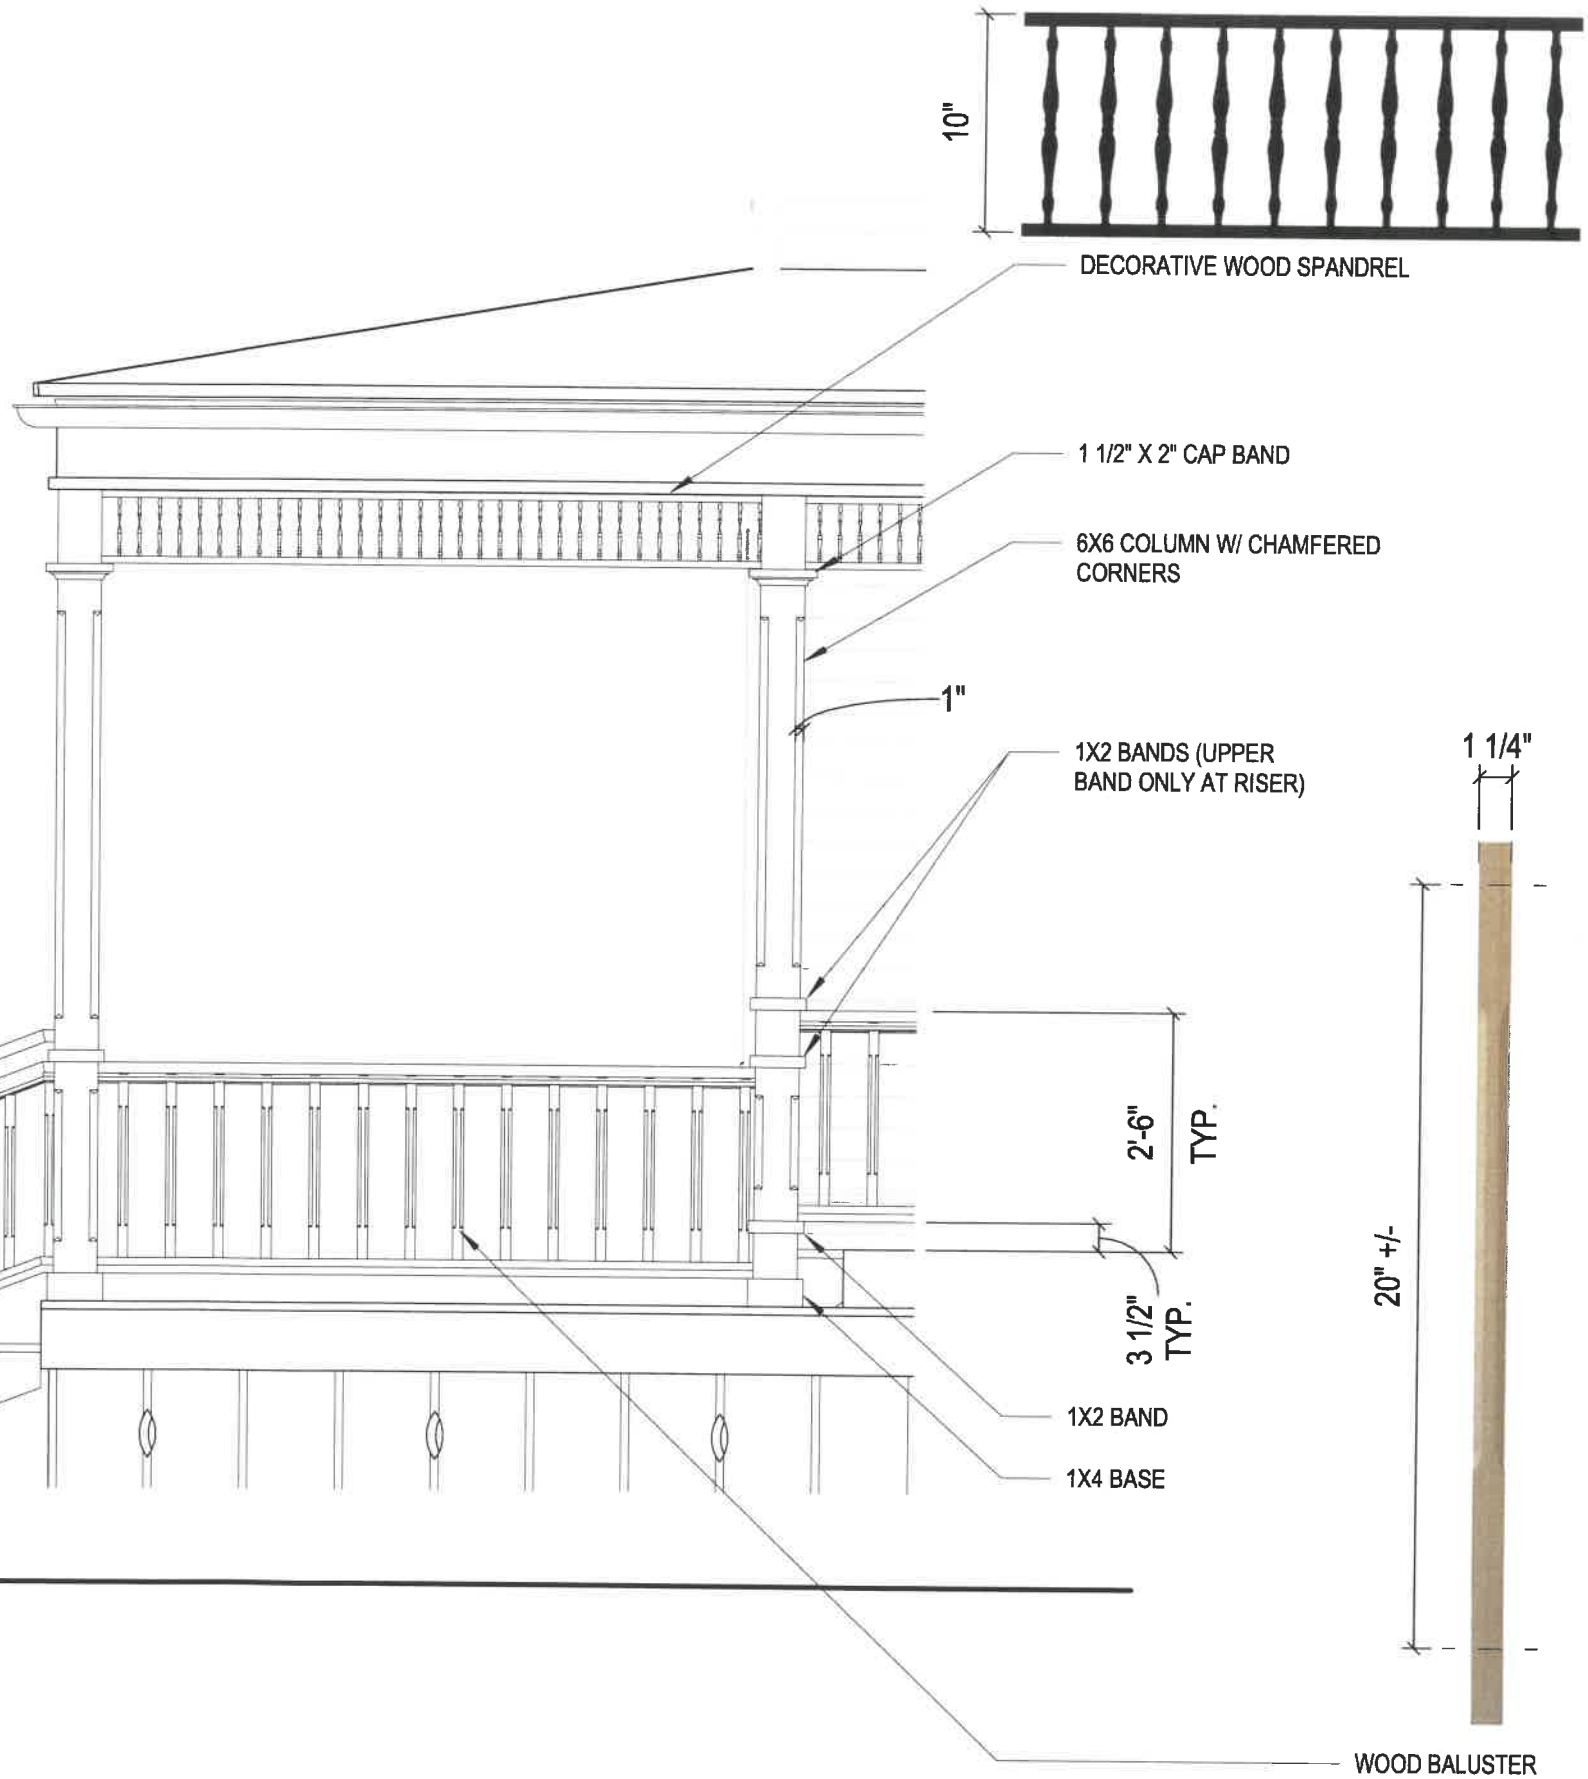 10"
DECORATIVE WOOD SPANDREL
1 1/2" X 2" CAP BAND
6X6 COLUMN W/ CHAMFERED
CORNERS
1"
1X2 BANDS (UPPER
BAND ONLY AT RISER)
1 1/4"
2'-6"
TYP.
20" +/-
3 1/2"
TYP.
1X2 BAND
1X4 BASE
WOOD BALUSTER